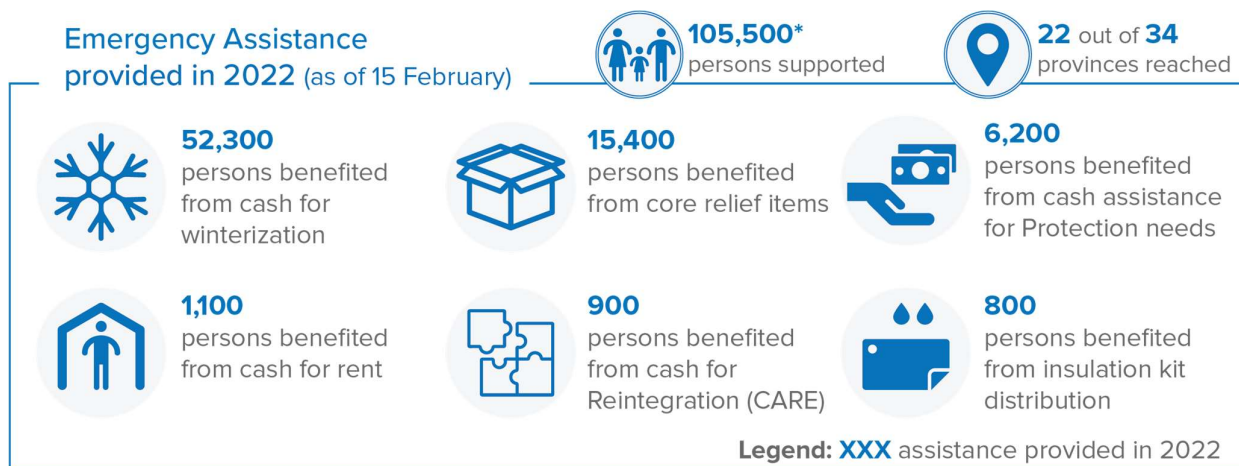 Emergency Assistance
provided in 2022 (as of 15 February)
105,500*
persons supported
22 out of 34
provinces reached
52,300
persons benefited
from cash for
winterization
15,400
persons benefited
from core relief items
6,200
persons benefited
from cash assistance
for Protection needs
1,100
persons benefited
from cash for rent
900
persons benefited
from cash for
Reintegration (CARE)
800
persons benefited
from insulation kit
distribution
Legend: XXX assistance provided in 2022